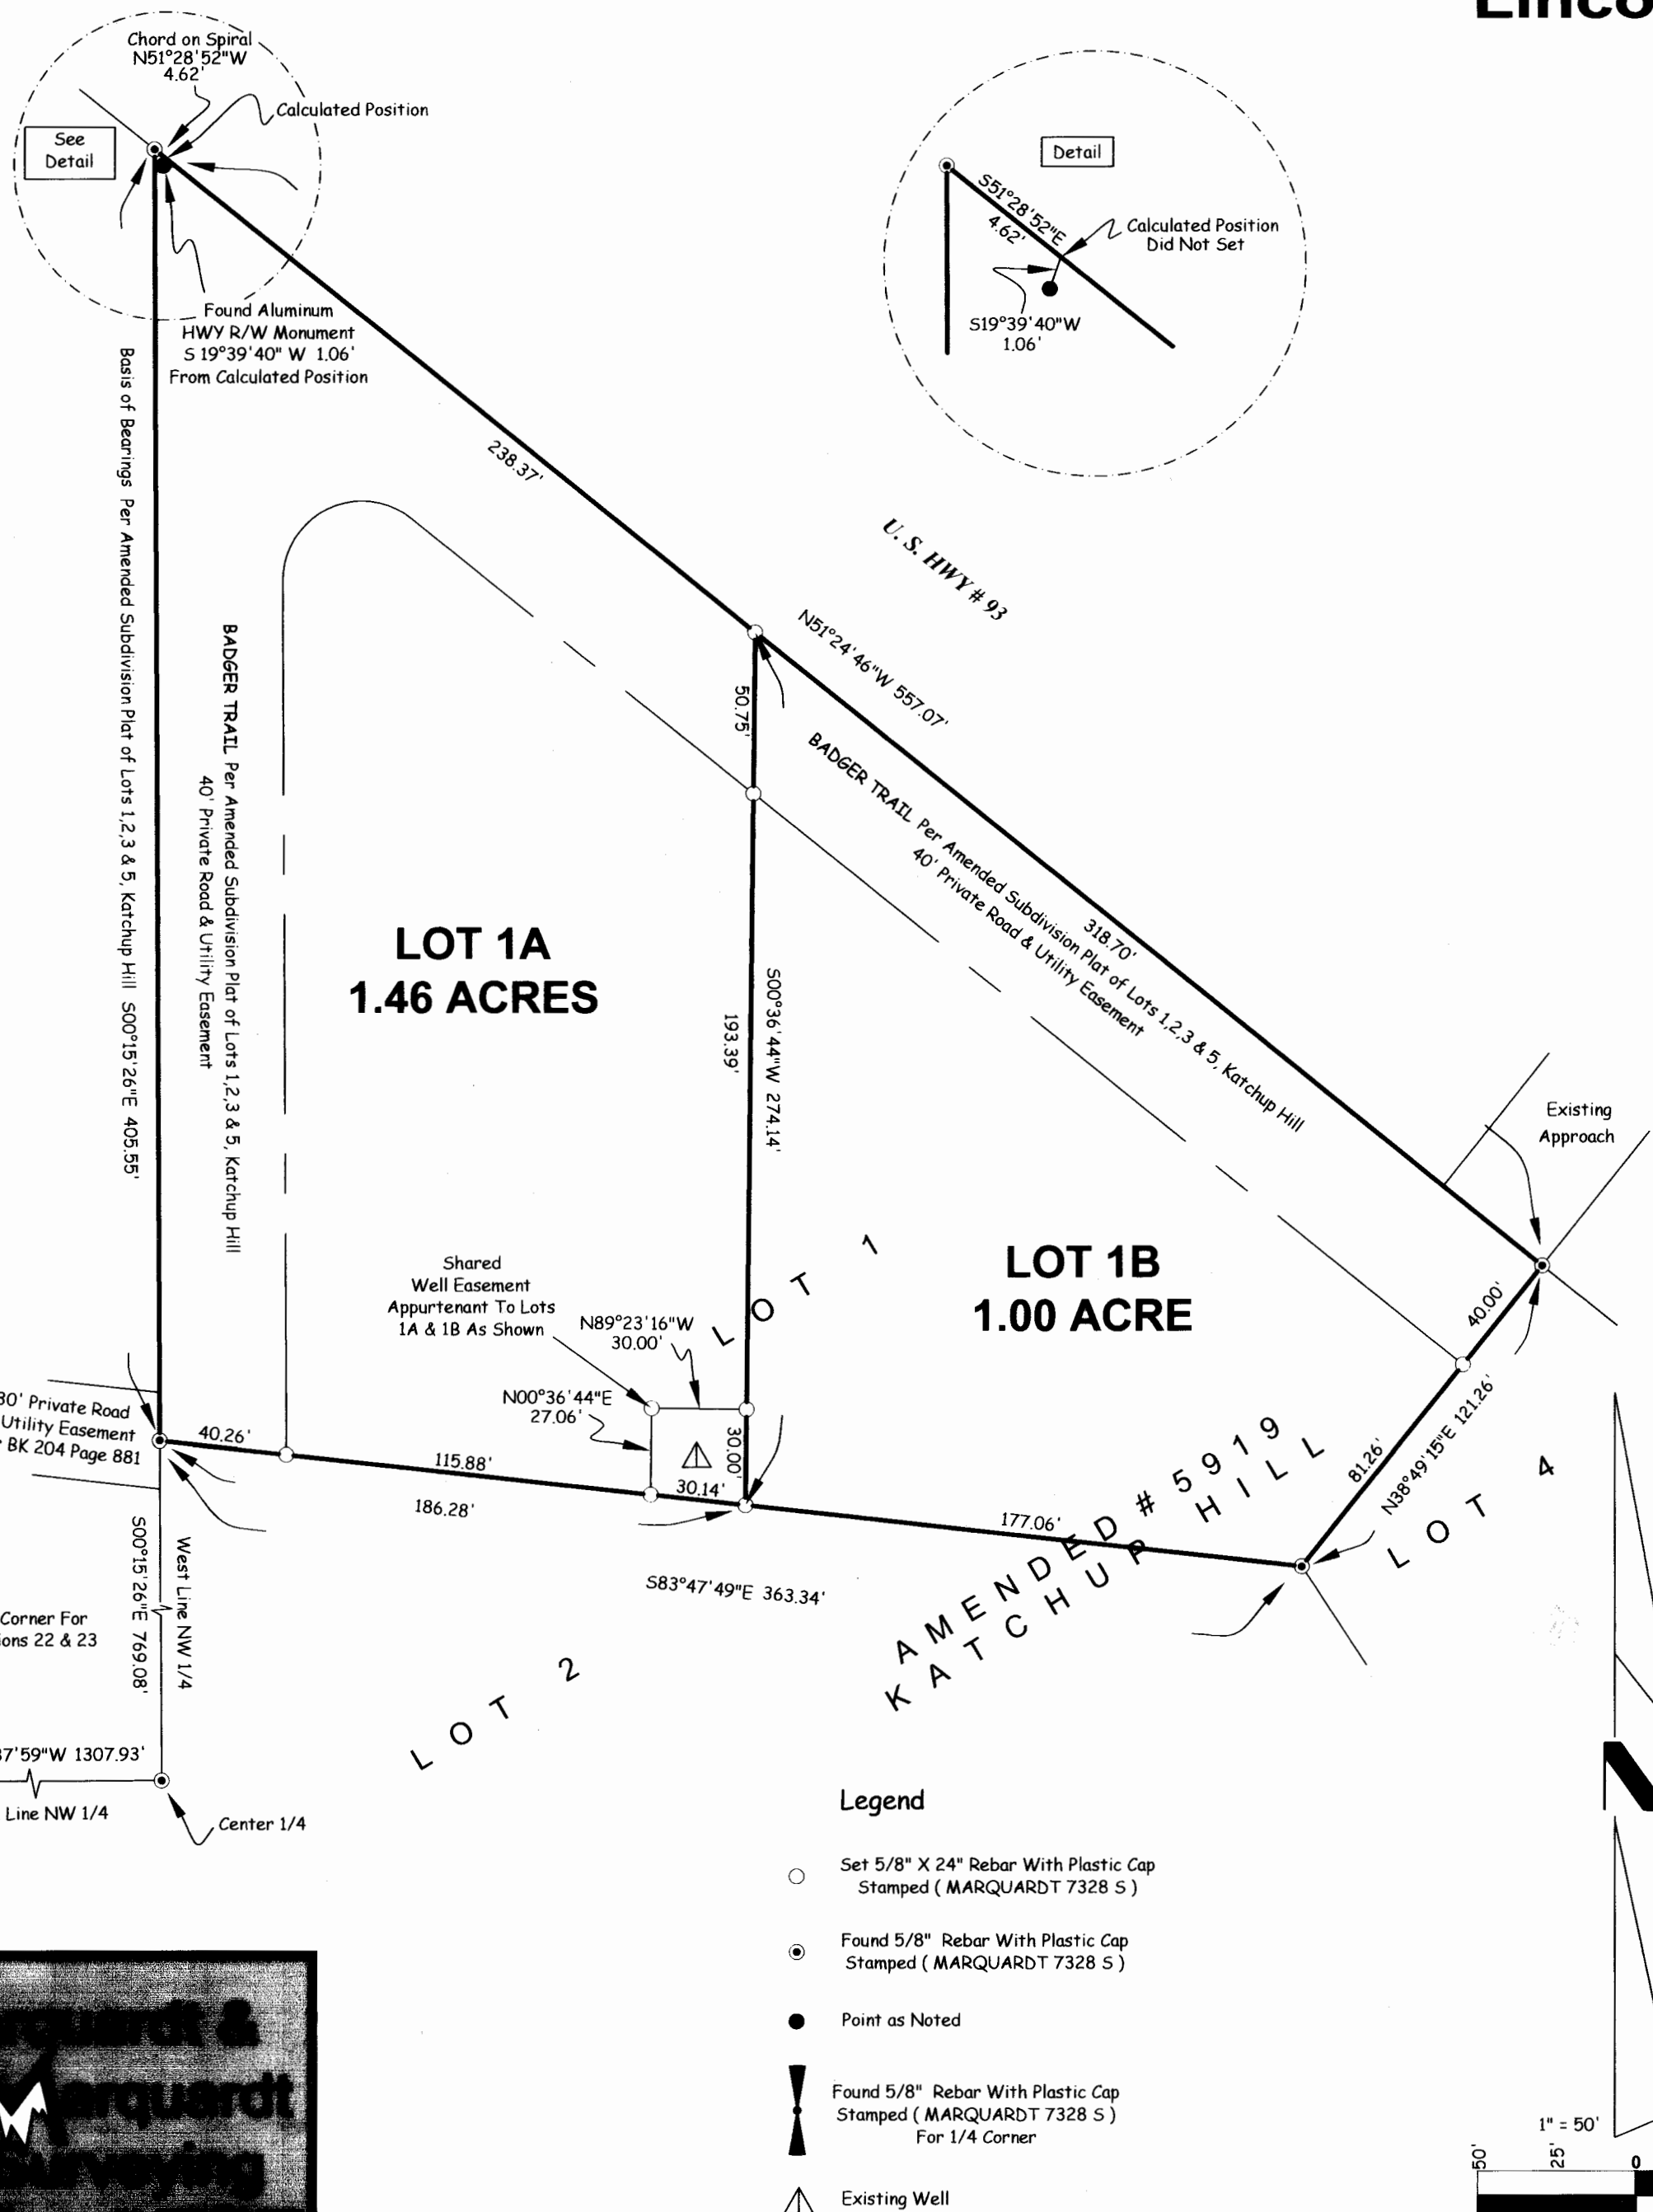 Chord on Spiral
N51°28'52"W
4.62'
Calculated Position
See
Detail
Found Aluminum
HWY R/W Monument
S 19°39'40" W 1.06'
From Calculated Position
Detail
S51°28'52"E
4.62'
Calculated Position
Did Not Set
S19°39'40"W
1.06'
238.37'
U. S. HWY # 93
N51°24'46"W 557.07'
Basis of Bearings Per Amended Subdivision Plat of Lots 1,2,3 & 5, Katchup Hill S00°15'26"E 405.55'
BADGER TRAIL Per Amended Subdivision Plat of Lots 1,2,3 & 5, Katchup Hill
40' Private Road & Utility Easement
50.75'
BADGER TRAIL Per Amended Subdivision Plat of Lots 1,2,3 & 5, Katchup Hill
40' Private Road & Utility Easement
318.70'
LOT 1A
1.46 ACRES
193.39'
S00°36'44"W 274.14'
Existing
Approach
LOT 1
LOT 1B
1.00 ACRE
Shared
Well Easement
Appurtenant To Lots
1A & 1B As Shown
N89°23'16"W
30.00'
N00°36'44"E
27.06'
30.00'
40.00'
81.26'
N38°49'15"E 121.26'
LOT 4
30' Private Road
Utility Easement
BK 204 Page 881
40.26'
115.88'
30.14'
186.28'
177.06'
S83°47'49"E 363.34'
AMENDED # 5919
KATCHUP HILL
S00°15'26"E 769.08'
West Line NW 1/4
Corner For
ions 22 & 23
LOT 2
37'59"W 1307.93'
Line NW 1/4
Center 1/4
N
Legend
Set 5/8" X 24" Rebar With Plastic Cap
Stamped ( MARQUARDT 7328 S )
Found 5/8" Rebar With Plastic Cap
Stamped ( MARQUARDT 7328 S )
Point as Noted
Found 5/8" Rebar With Plastic Cap
Stamped ( MARQUARDT 7328 S )
For 1/4 Corner
Existing Well
rquardt &
Marquardt
Surveying
1" = 50'
50' 25' 0